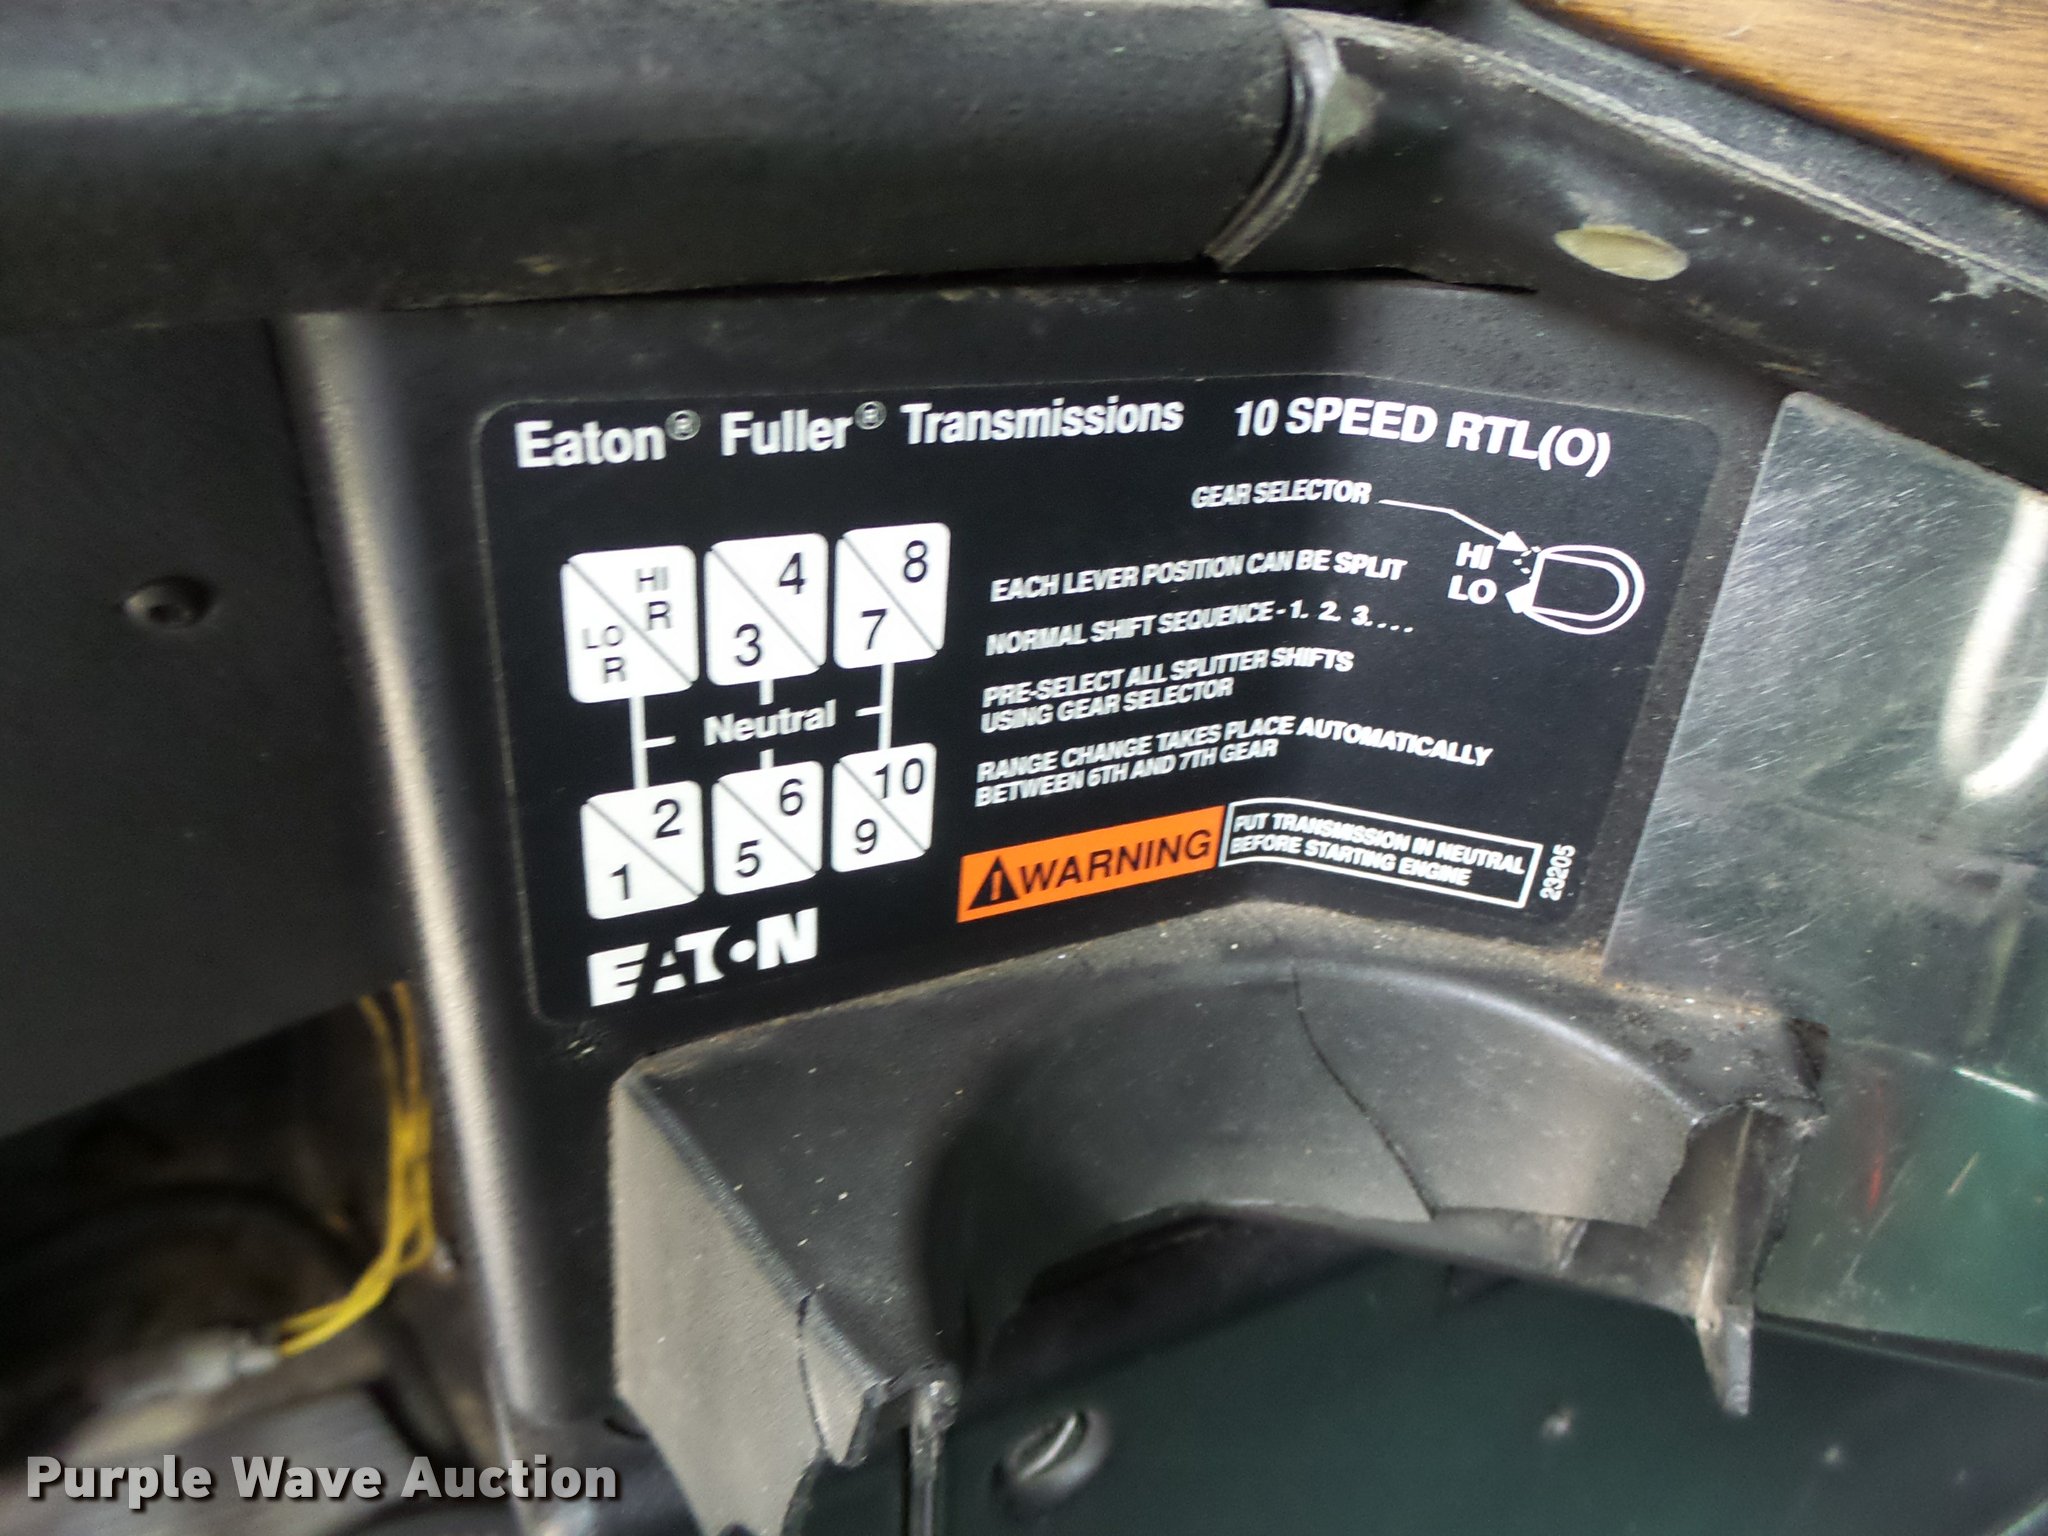 Eaton® Fuller® Transmissions 10 SPEED RTL(O)
GEAR SELECTOR
HI
LO
HI
R
LO
R
4
3
8
7
Neutral
2
1
6
5
10
9
EACH LEVER POSITION CAN BE SPLIT
NORMAL SHIFT SEQUENCE - 1. 2. 3. . . .
PRE-SELECT ALL SPLITTER SHIFTS
USING GEAR SELECTOR
RANGE CHANGE TAKES PLACE AUTOMATICALLY
BETWEEN 6TH AND 7TH GEAR
WARNING
PUT TRANSMISSION IN NEUTRAL
BEFORE STARTING ENGINE
23205
EATON
Purple Wave Auction